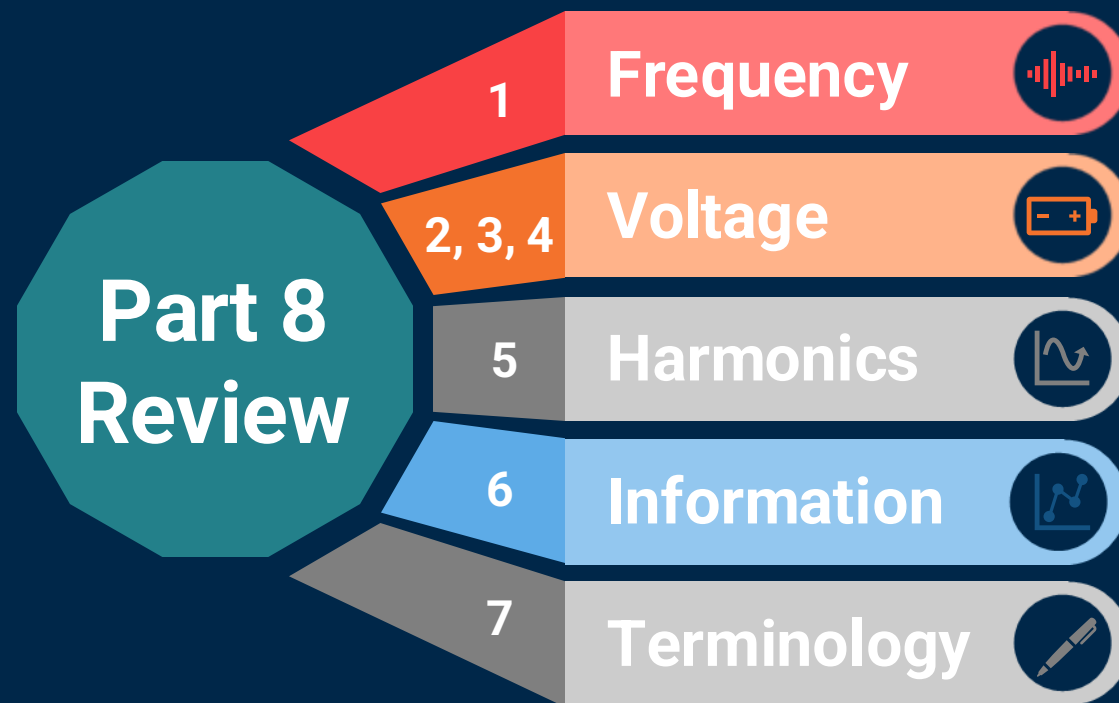 Part 8
Review
1
Frequency
2, 3, 4
Voltage
5
Harmonics
6
Information
7
Terminology